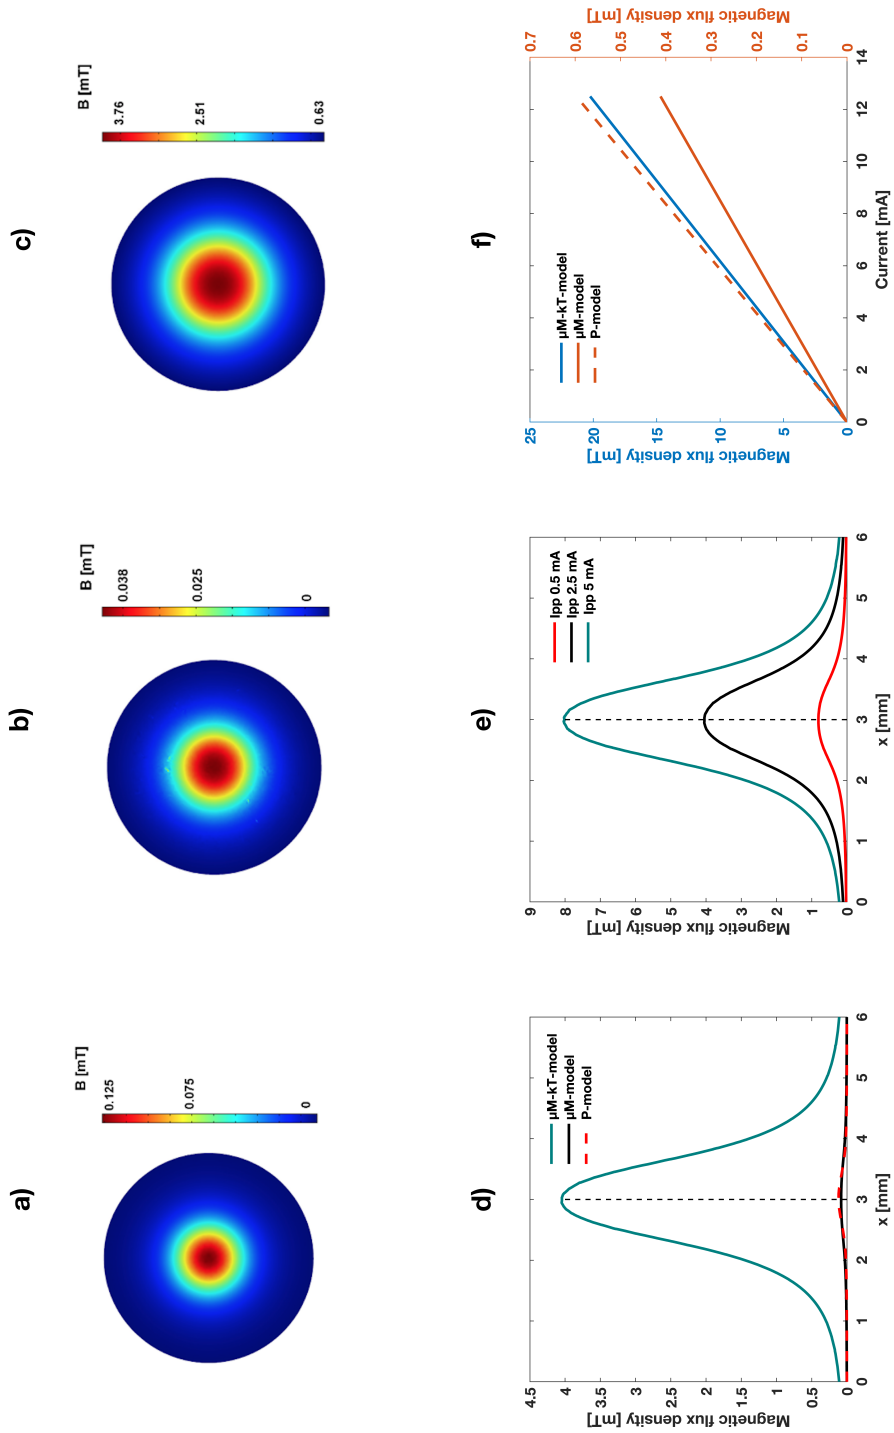 a)
B [mT]
0.125
0.075
0
b)
B [mT]
0.038
0.025
0
c)
B [mT]
3.76
2.51
0.63
d)
Magnetic flux density [mT]
4.5
4
3.5
3
2.5
2
1.5
1
0.5
0
0 1 2 3 4 5 6
x [mm]
μM-kT-model
μM-model
P-model
e)
Magnetic flux density [mT]
9
8
7
6
5
4
3
2
1
0
0 1 2 3 4 5 6
x [mm]
Ipp 0.5 mA
Ipp 2.5 mA
Ipp 5 mA
f)
Magnetic flux density [mT]
25
20
15
10
5
0
0 2 4 6 8 10 12 14
Current [mA]
μM-kT-model
μM-model
P-model
0.7
0.6
0.5
0.4
0.3
0.2
0.1
0
Magnetic flux density [mT]